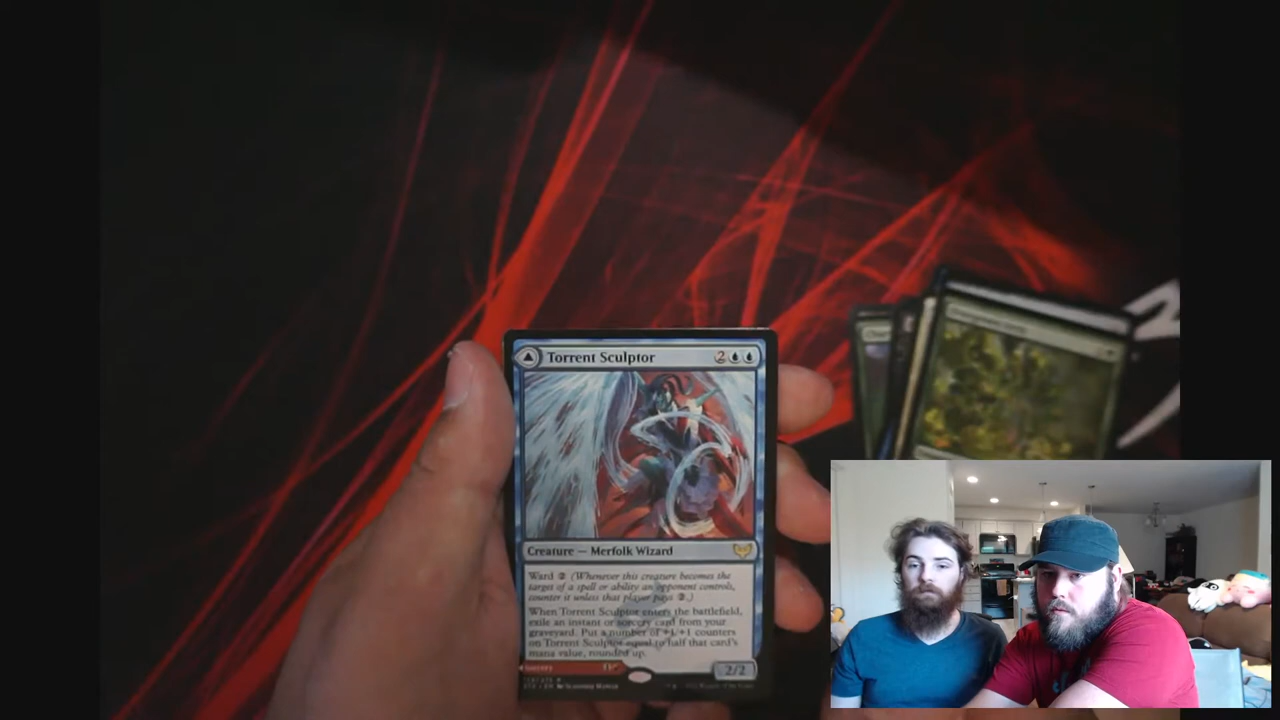 Torrent Sculptor 2
Creature — Merfolk Wizard
Ward 2 (Whenever this creature becomes the
target of a spell or ability an opponent controls,
counter it unless that player pays 2.)
When Torrent Sculptor enters the battlefield,
exile an instant or sorcery card from your
graveyard. Put a number of +1/+1 counters
on Torrent Sculptor equal to half that card's
mana value, rounded up.
Sorcery
2/2